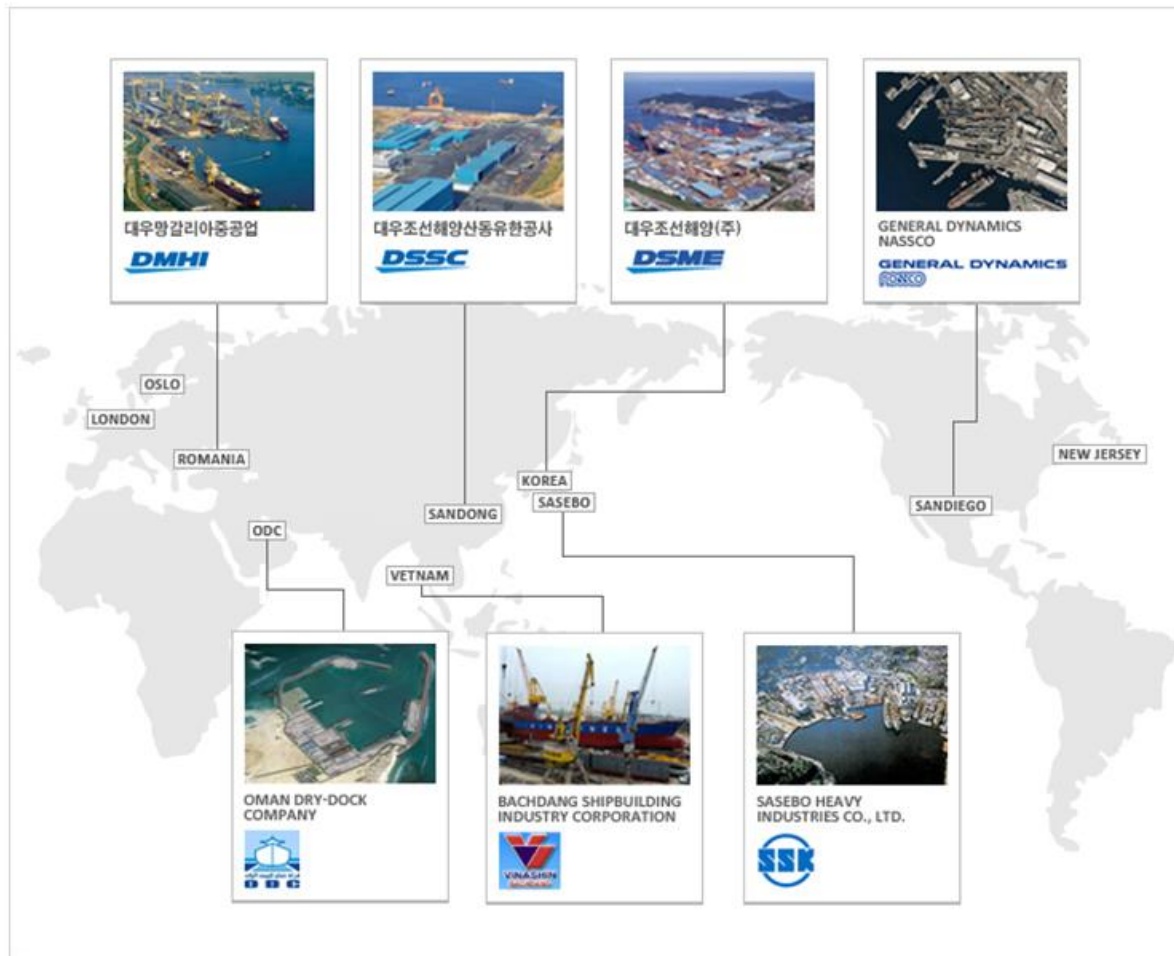 대우망갈리아중공업
DMHI
대우조선해양산동유한공사
DSSC
대우조선해양(주)
DSME
GENERAL DYNAMICS
NASSCO
GENERAL DYNAMICS
NASSCO
OSLO
LONDON
ROMANIA
KOREA
SASEBO
NEW JERSEY
SANDONG
SANDIEGO
ODC
VETNAM
OMAN DRY-DOCK
COMPANY
ODC
BACHDANG SHIPBUILDING
INDUSTRY CORPORATION
VINASHIN
SASEBO HEAVY
INDUSTRIES CO., LTD.
SSK